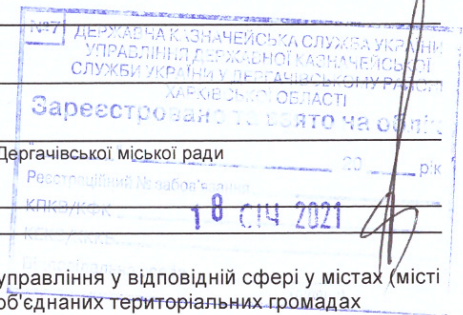 №7 ДЕРЖАВНА КАЗНАЧЕЙСЬКА СЛУЖБА УКРАЇНИ
УПРАВЛІННЯ ДЕРЖАВНОЇ КАЗНАЧЕЙСЬКОЇ
СЛУЖБИ УКРАЇНИ У ДЕРГАЧІВСЬКОМУ РАЙОНІ
ХАРКІВСЬКОЇ ОБЛАСТІ
Зареєстровано та взято на облік
Дергачівської міської ради
20 рік
Реєстраційний № зобов'язання
КПКВ/КФК
18 СІЧ 2021
управління у відповідній сфері у містах (місті
об'єднаних територіальних громадах